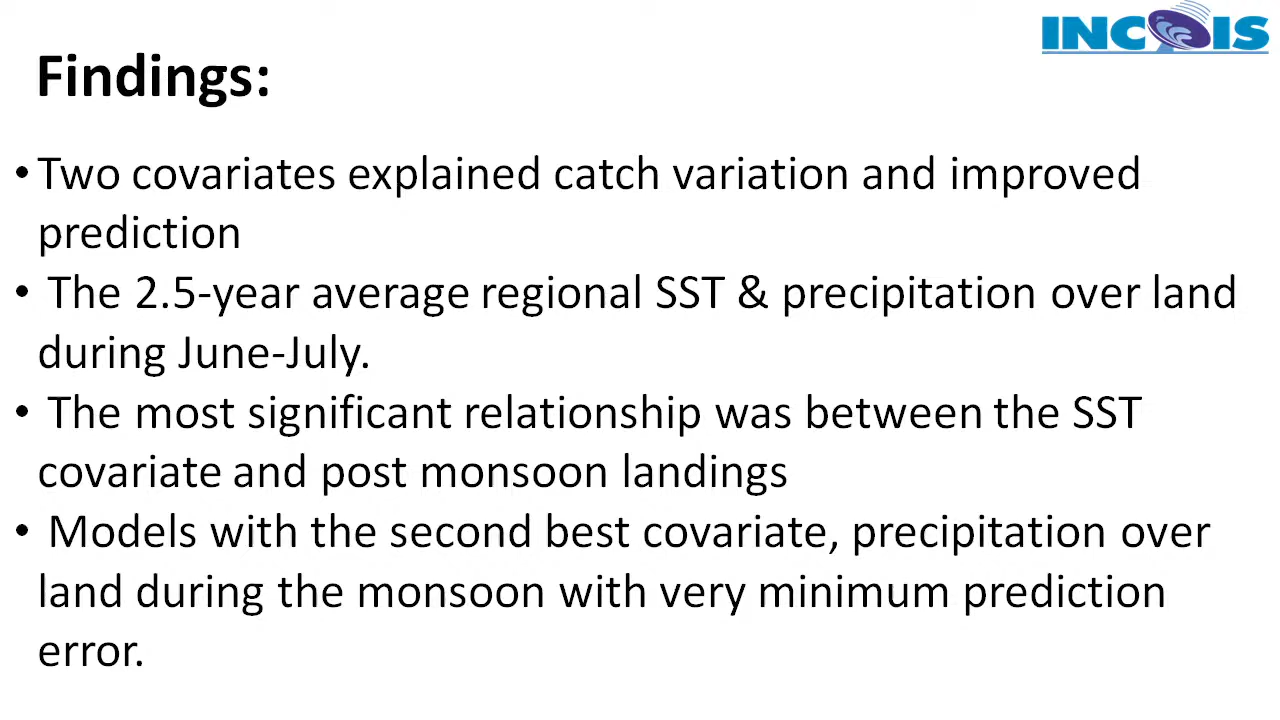 INCOIS
Findings:
•Two covariates explained catch variation and improved
prediction
• The 2.5-year average regional SST & precipitation over land
during June-July.
• The most significant relationship was between the SST
covariate and post monsoon landings
• Models with the second best covariate, precipitation over
land during the monsoon with very minimum prediction
error.